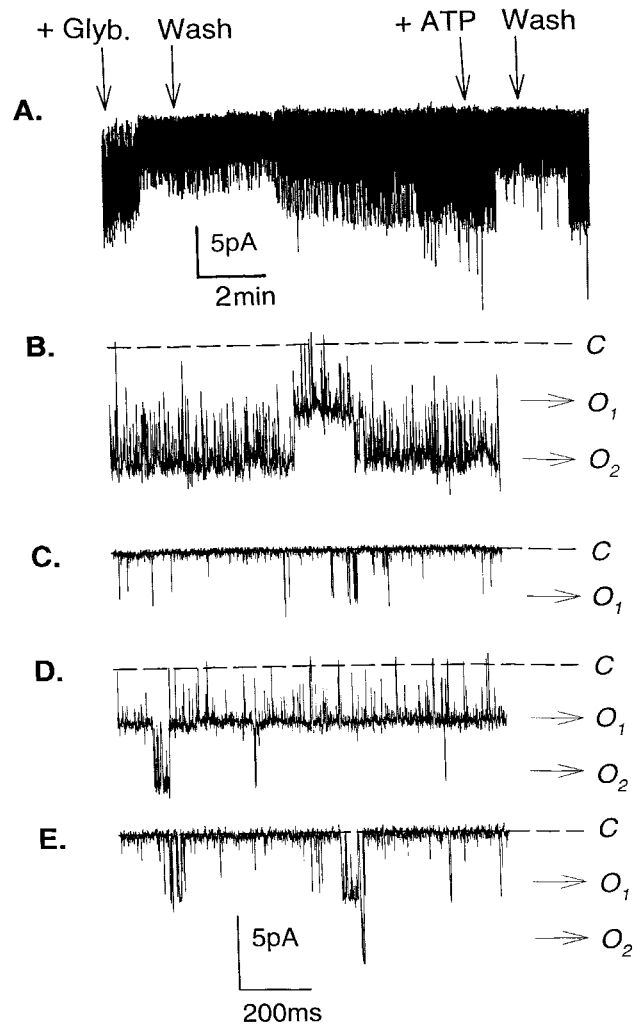 + Glyb. Wash + ATP Wash
A.
5pA
2min
B. C
O1
O2
C. C
O1
D. C
O1
O2
E. C
O1
O2
5pA
200ms